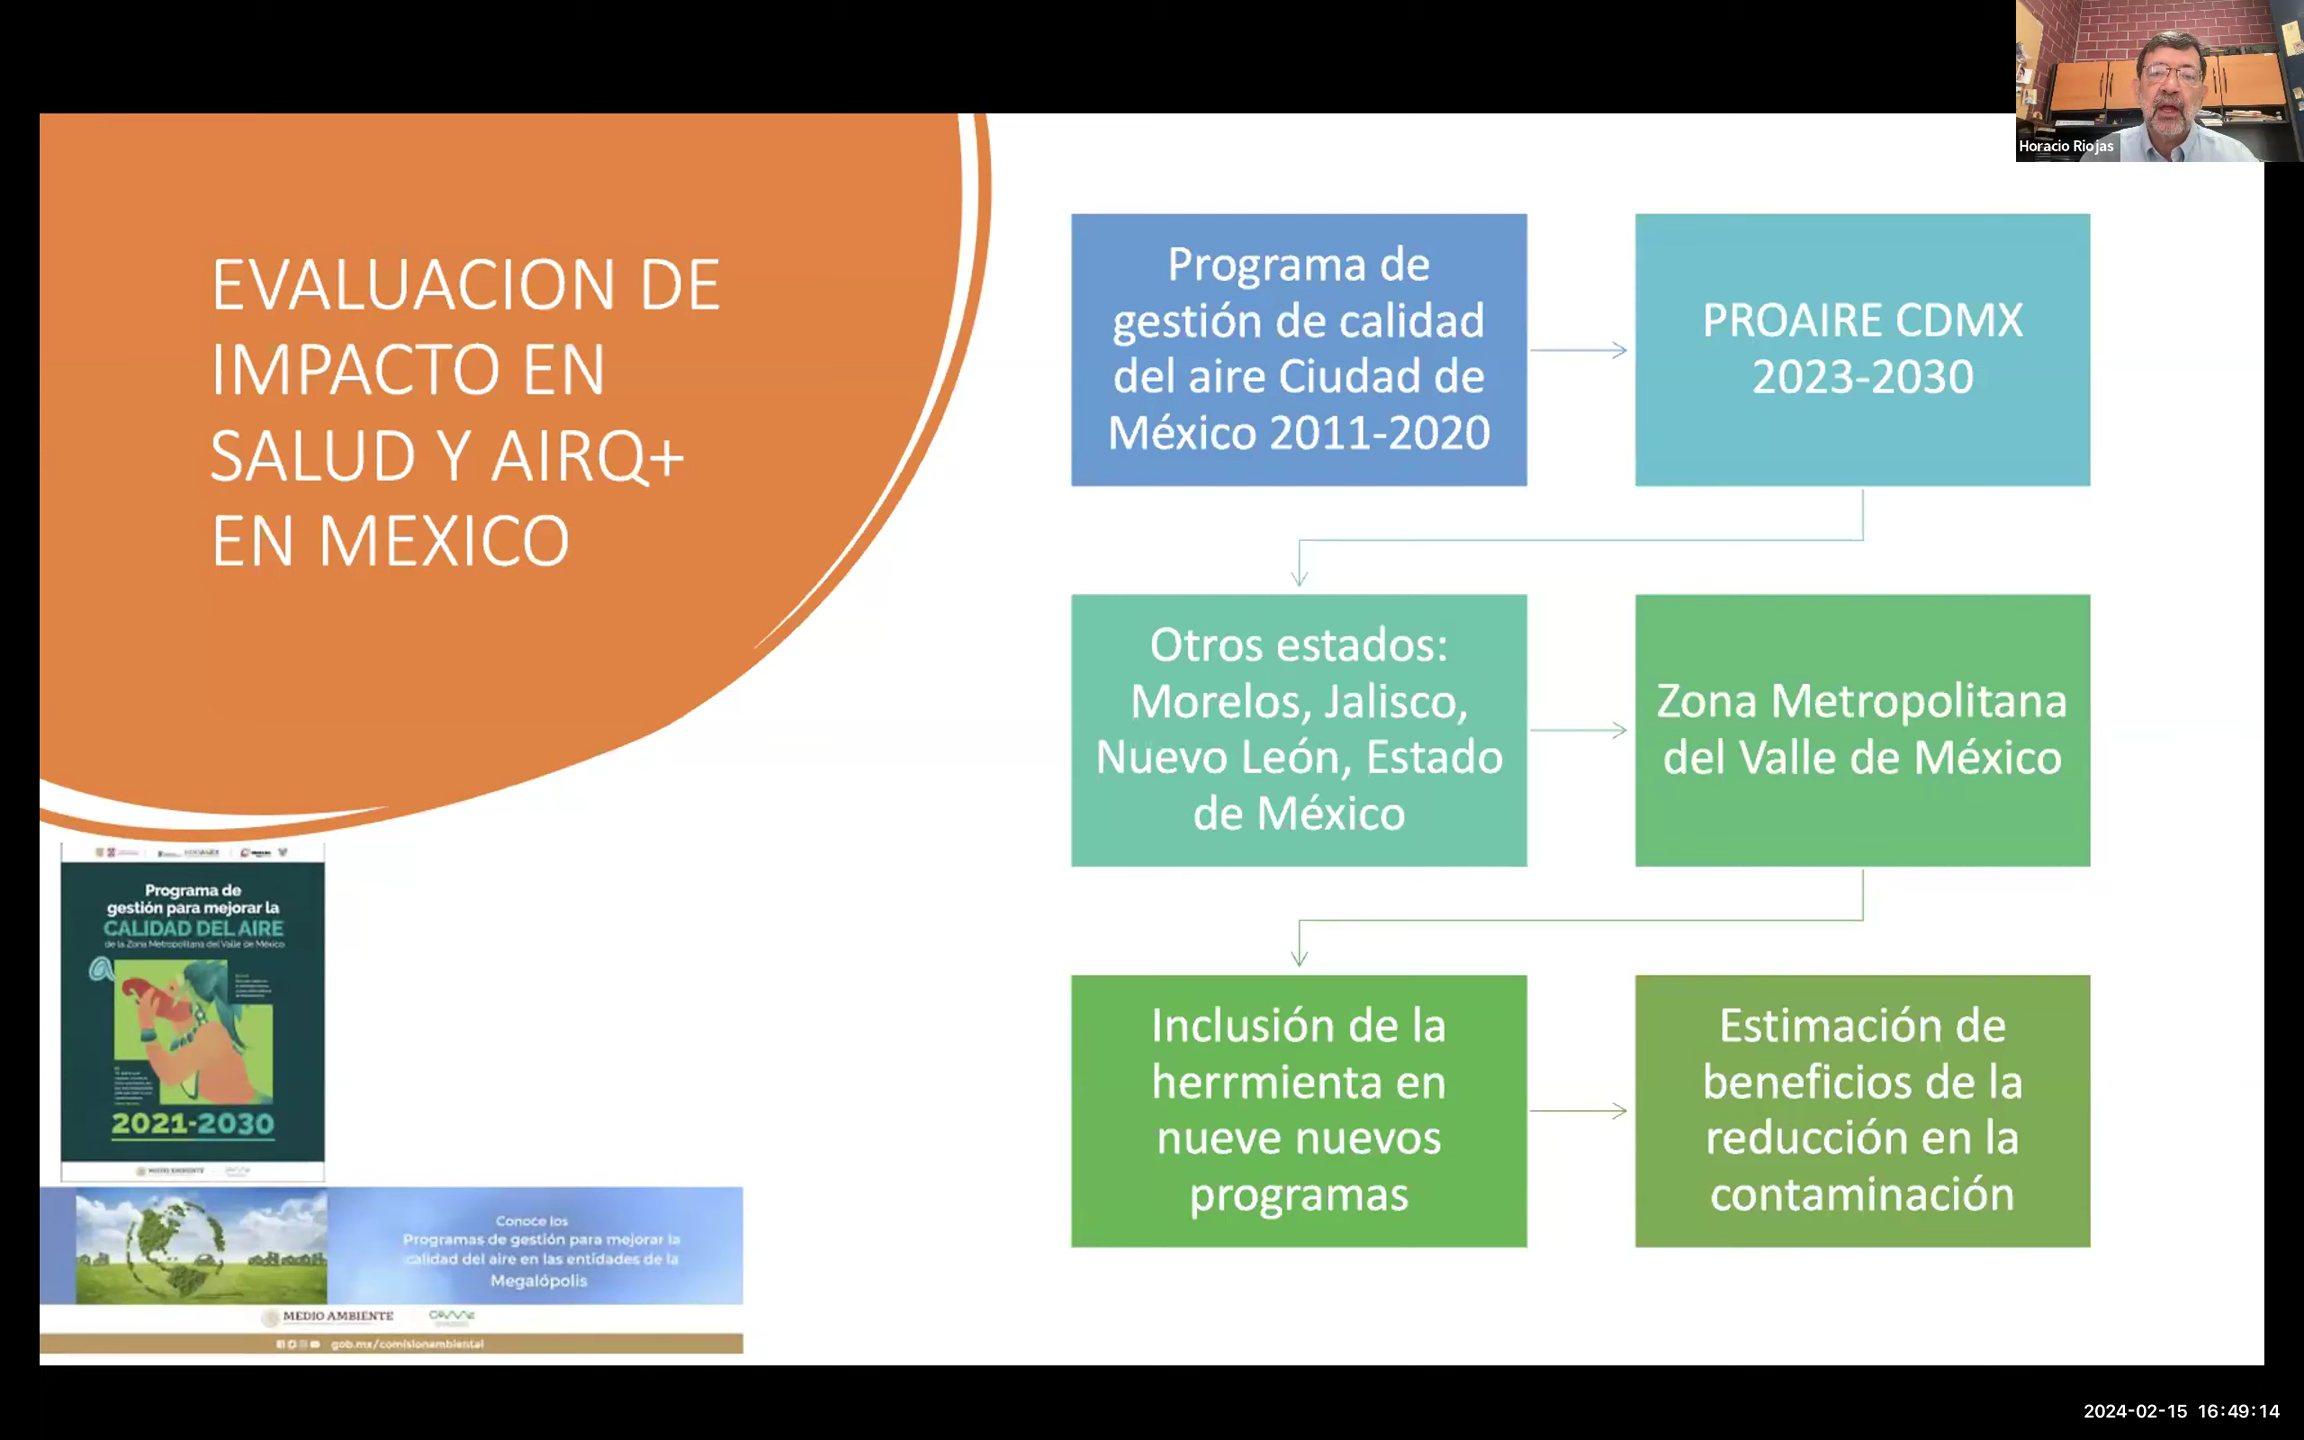 Horacio Riojas
EVALUACION DE
IMPACTO EN
SALUD Y AIRQ+
EN MEXICO
Programa de
gestión de calidad
del aire Ciudad de
México 2011-2020
PROAIRE CDMX
2023-2030
Otros estados:
Morelos, Jalisco,
Nuevo León, Estado
de México
Zona Metropolitana
del Valle de México
Inclusión de la
herrmienta en
nueve nuevos
programas
Estimación de
beneficios de la
reducción en la
contaminación
Programa de
gestión para mejorar la
CALIDAD DEL AIRE
de la Zona Metropolitana del Valle de México
2021-2030
MEDIO AMBIENTE
Conoce los
Programas de gestión para mejorar la
calidad del aire en las entidades de la
Megalópolis
MEDIO AMBIENTE
gob.mx/comisionambiental
2024-02-15 16:49:14